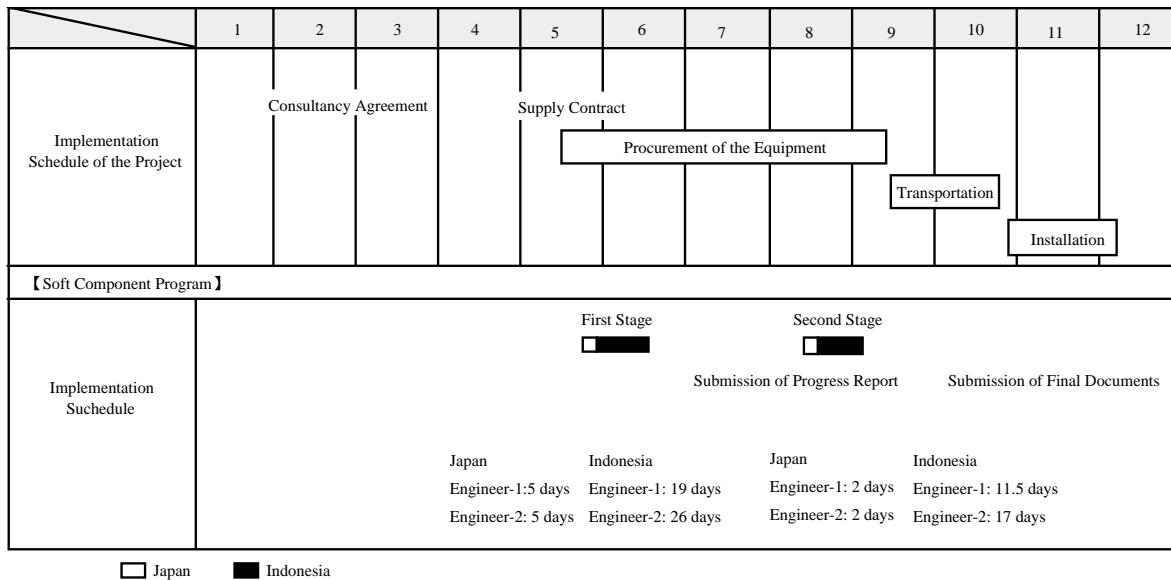 1 2 3 4 5 6 7 8 9 10 11 12
Consultancy Agreement
Supply Contract
Implementation
Schedule of the Project
Procurement of the Equipment
Transportation
Installation
【Soft Component Program】
First Stage
Second Stage
Submission of Progress Report
Submission of Final Documents
Implementation
Suchedule
Japan
Engineer-1:5 days
Engineer-2: 5 days
Indonesia
Engineer-1: 19 days
Engineer-2: 26 days
Japan
Engineer-1: 2 days
Engineer-2: 2 days
Indonesia
Engineer-1: 11.5 days
Engineer-2: 17 days
Japan
Indonesia